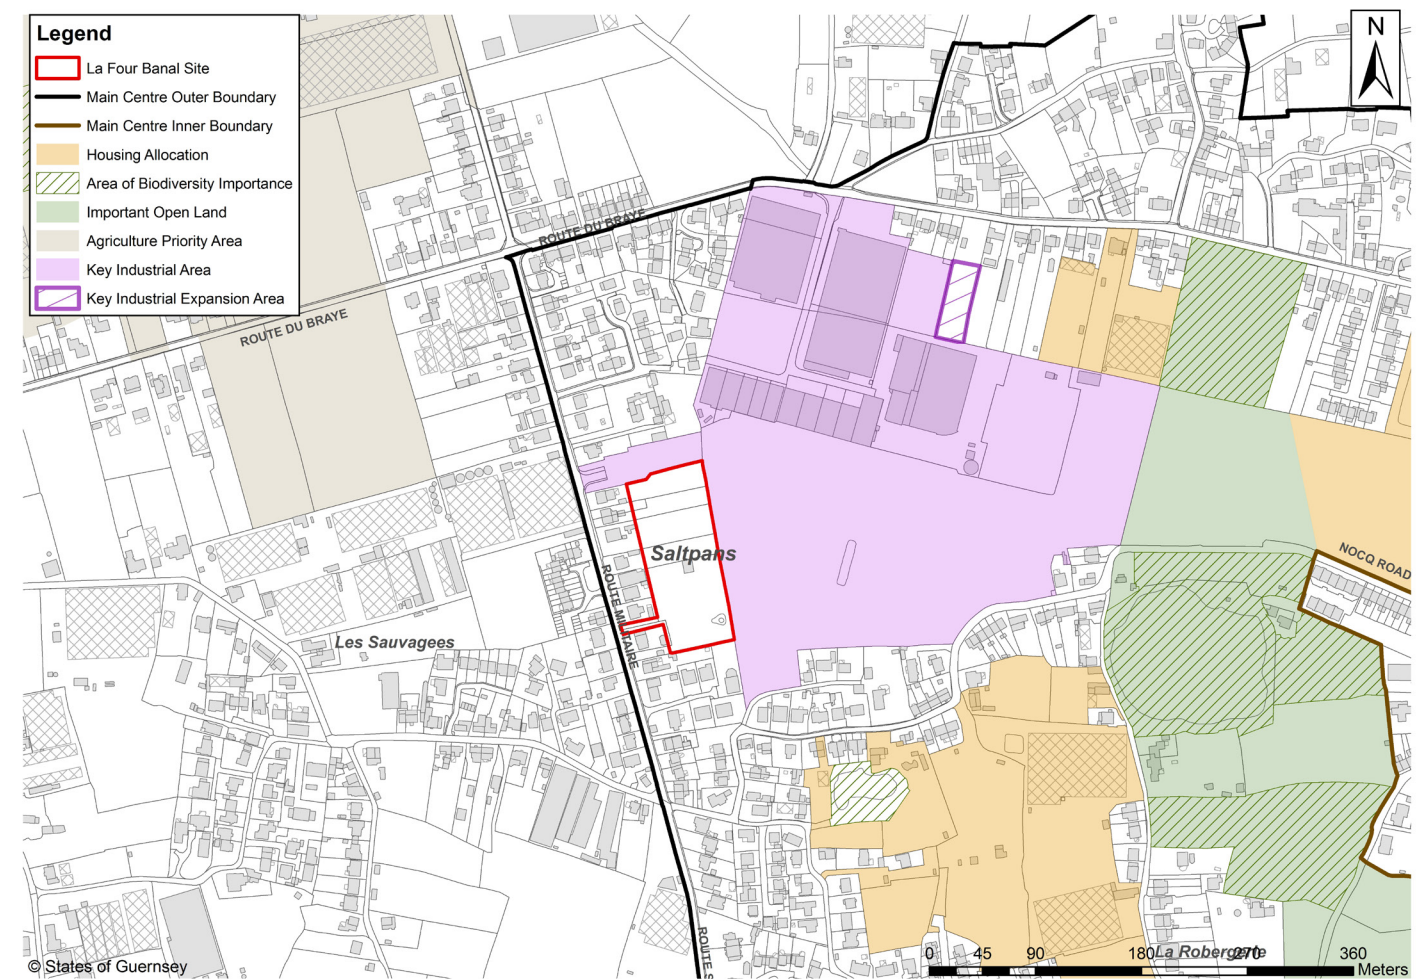 Legend
La Four Banal Site
Main Centre Outer Boundary
Main Centre Inner Boundary
Housing Allocation
Area of Biodiversity Importance
Important Open Land
Agriculture Priority Area
Key Industrial Area
Key Industrial Expansion Area
N
ROUTE DU BRAYE
ROUTE DU BRAYE
Saltpans
NOCQ ROAD
ROUTE MILITAIRE
Les Sauvagees
ROUTE S
La Robergerie
0 45 90 180 270 360
Meters
© States of Guernsey